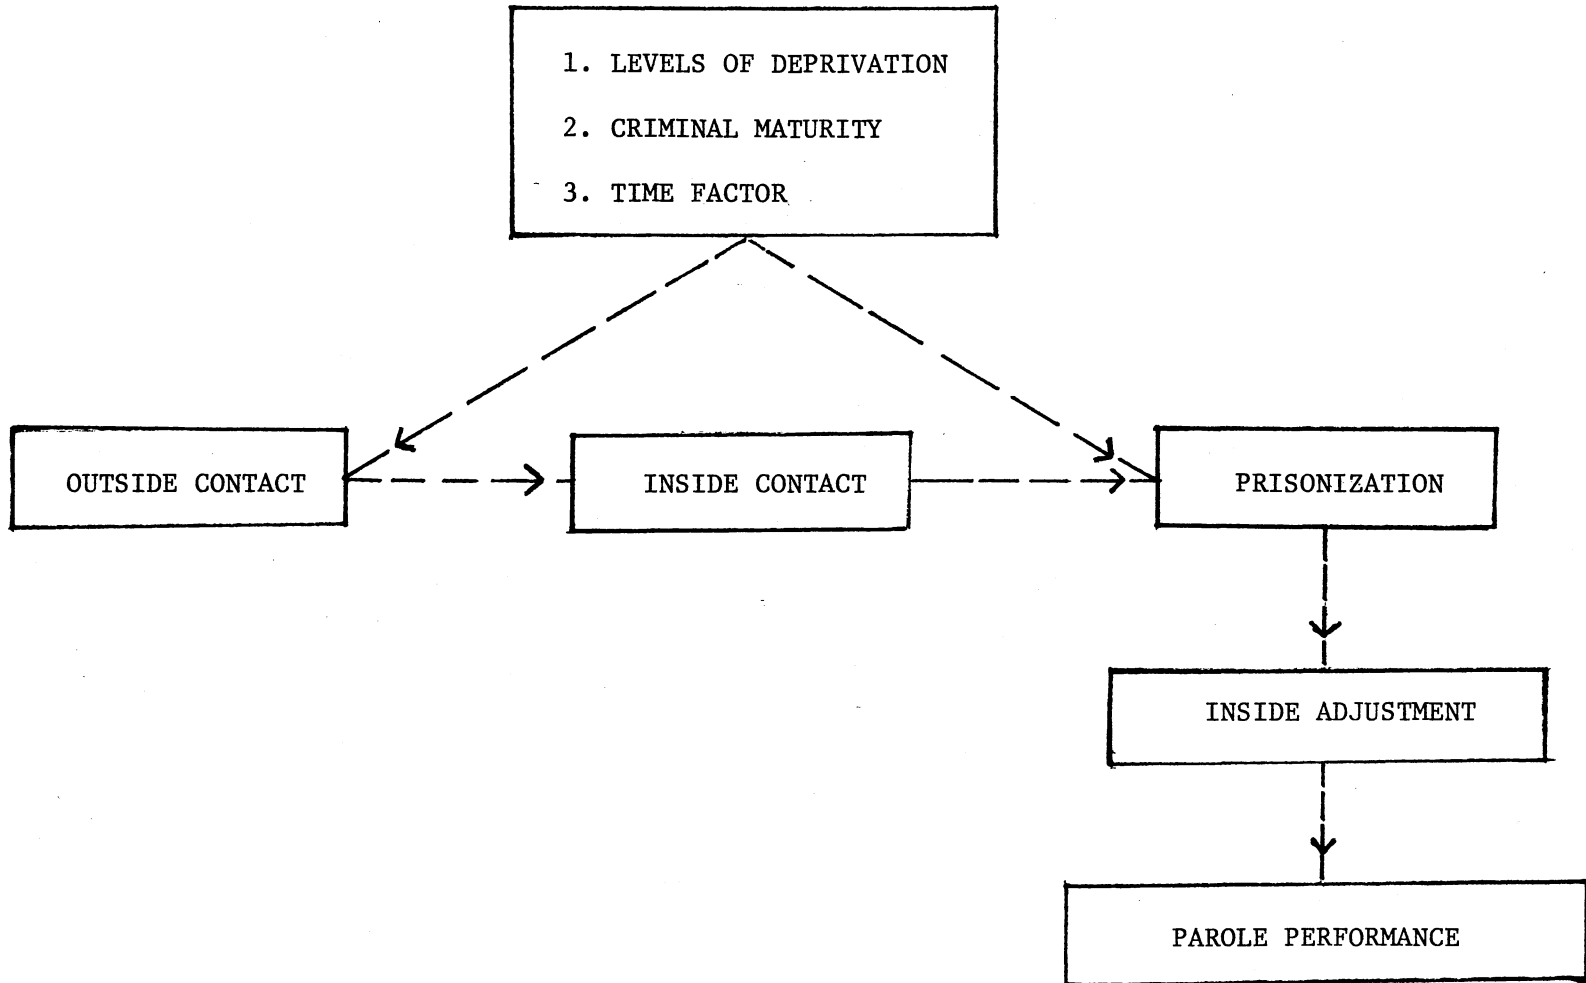 1. LEVELS OF DEPRIVATION
2. CRIMINAL MATURITY
3. TIME FACTOR
OUTSIDE CONTACT
INSIDE CONTACT
PRISONIZATION
INSIDE ADJUSTMENT
PAROLE PERFORMANCE